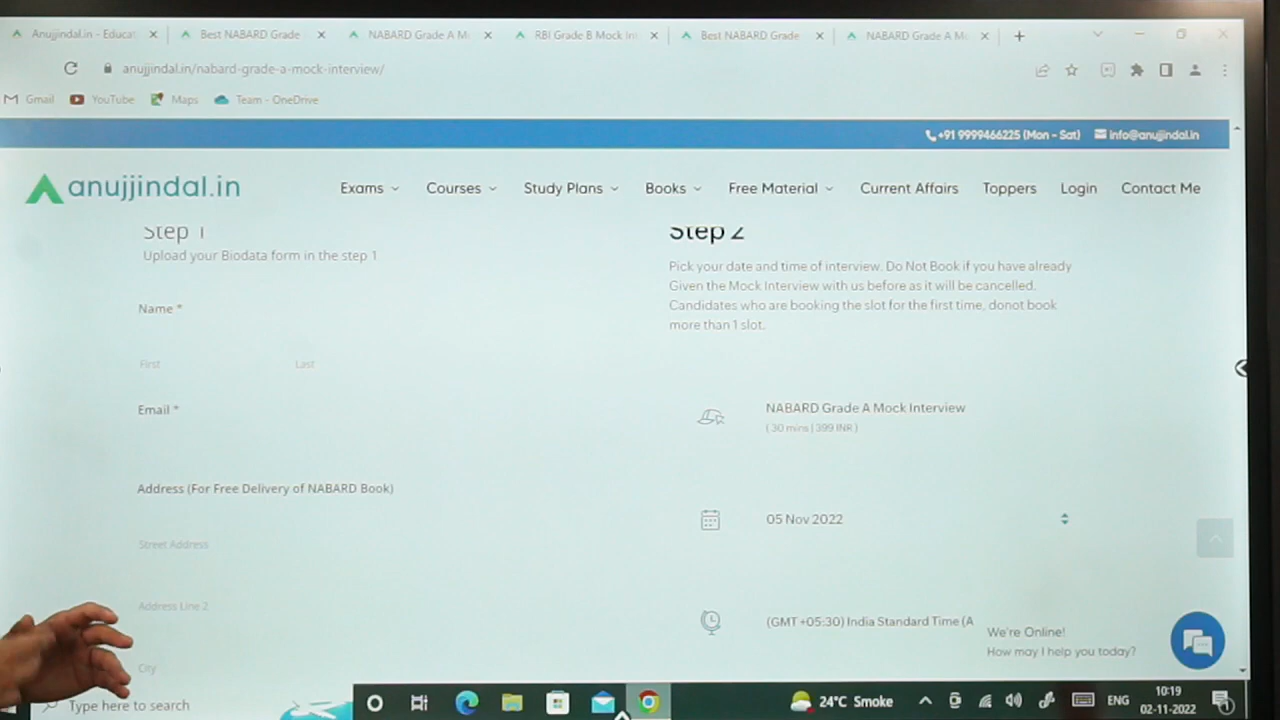 Anujjindal.in - Educat
Best NABARD Grade
NABARD Grade A M
RBI Grade B Mock In
Best NABARD Grade
NABARD Grade A M
anujjindal.in/nabard-grade-a-mock-interview/
Gmail
YouTube
Maps
Team - OneDrive
+91 9999466225 (Mon - Sat)
info@anujjindal.in
anujjindal.in
Exams
Courses
Study Plans
Books
Free Material
Current Affairs
Toppers
Login
Contact Me
Step 1
Upload your Biodata form in the step 1
Name *
First
Last
Email *
Address (For Free Delivery of NABARD Book)
Street Address
Address Line 2
City
Step 2
Pick your date and time of interview. Do Not Book if you have already
Given the Mock Interview with us before as it will be cancelled.
Candidates who are booking the slot for the first time, donot book
more than 1 slot.
NABARD Grade A Mock Interview
( 30 mins | 399 INR )
05 Nov 2022
(GMT +05:30) India Standard Time (A
We're Online!
How may I help you today?
Type here to search
24°C Smoke
ENG
10:19
02-11-2022
1